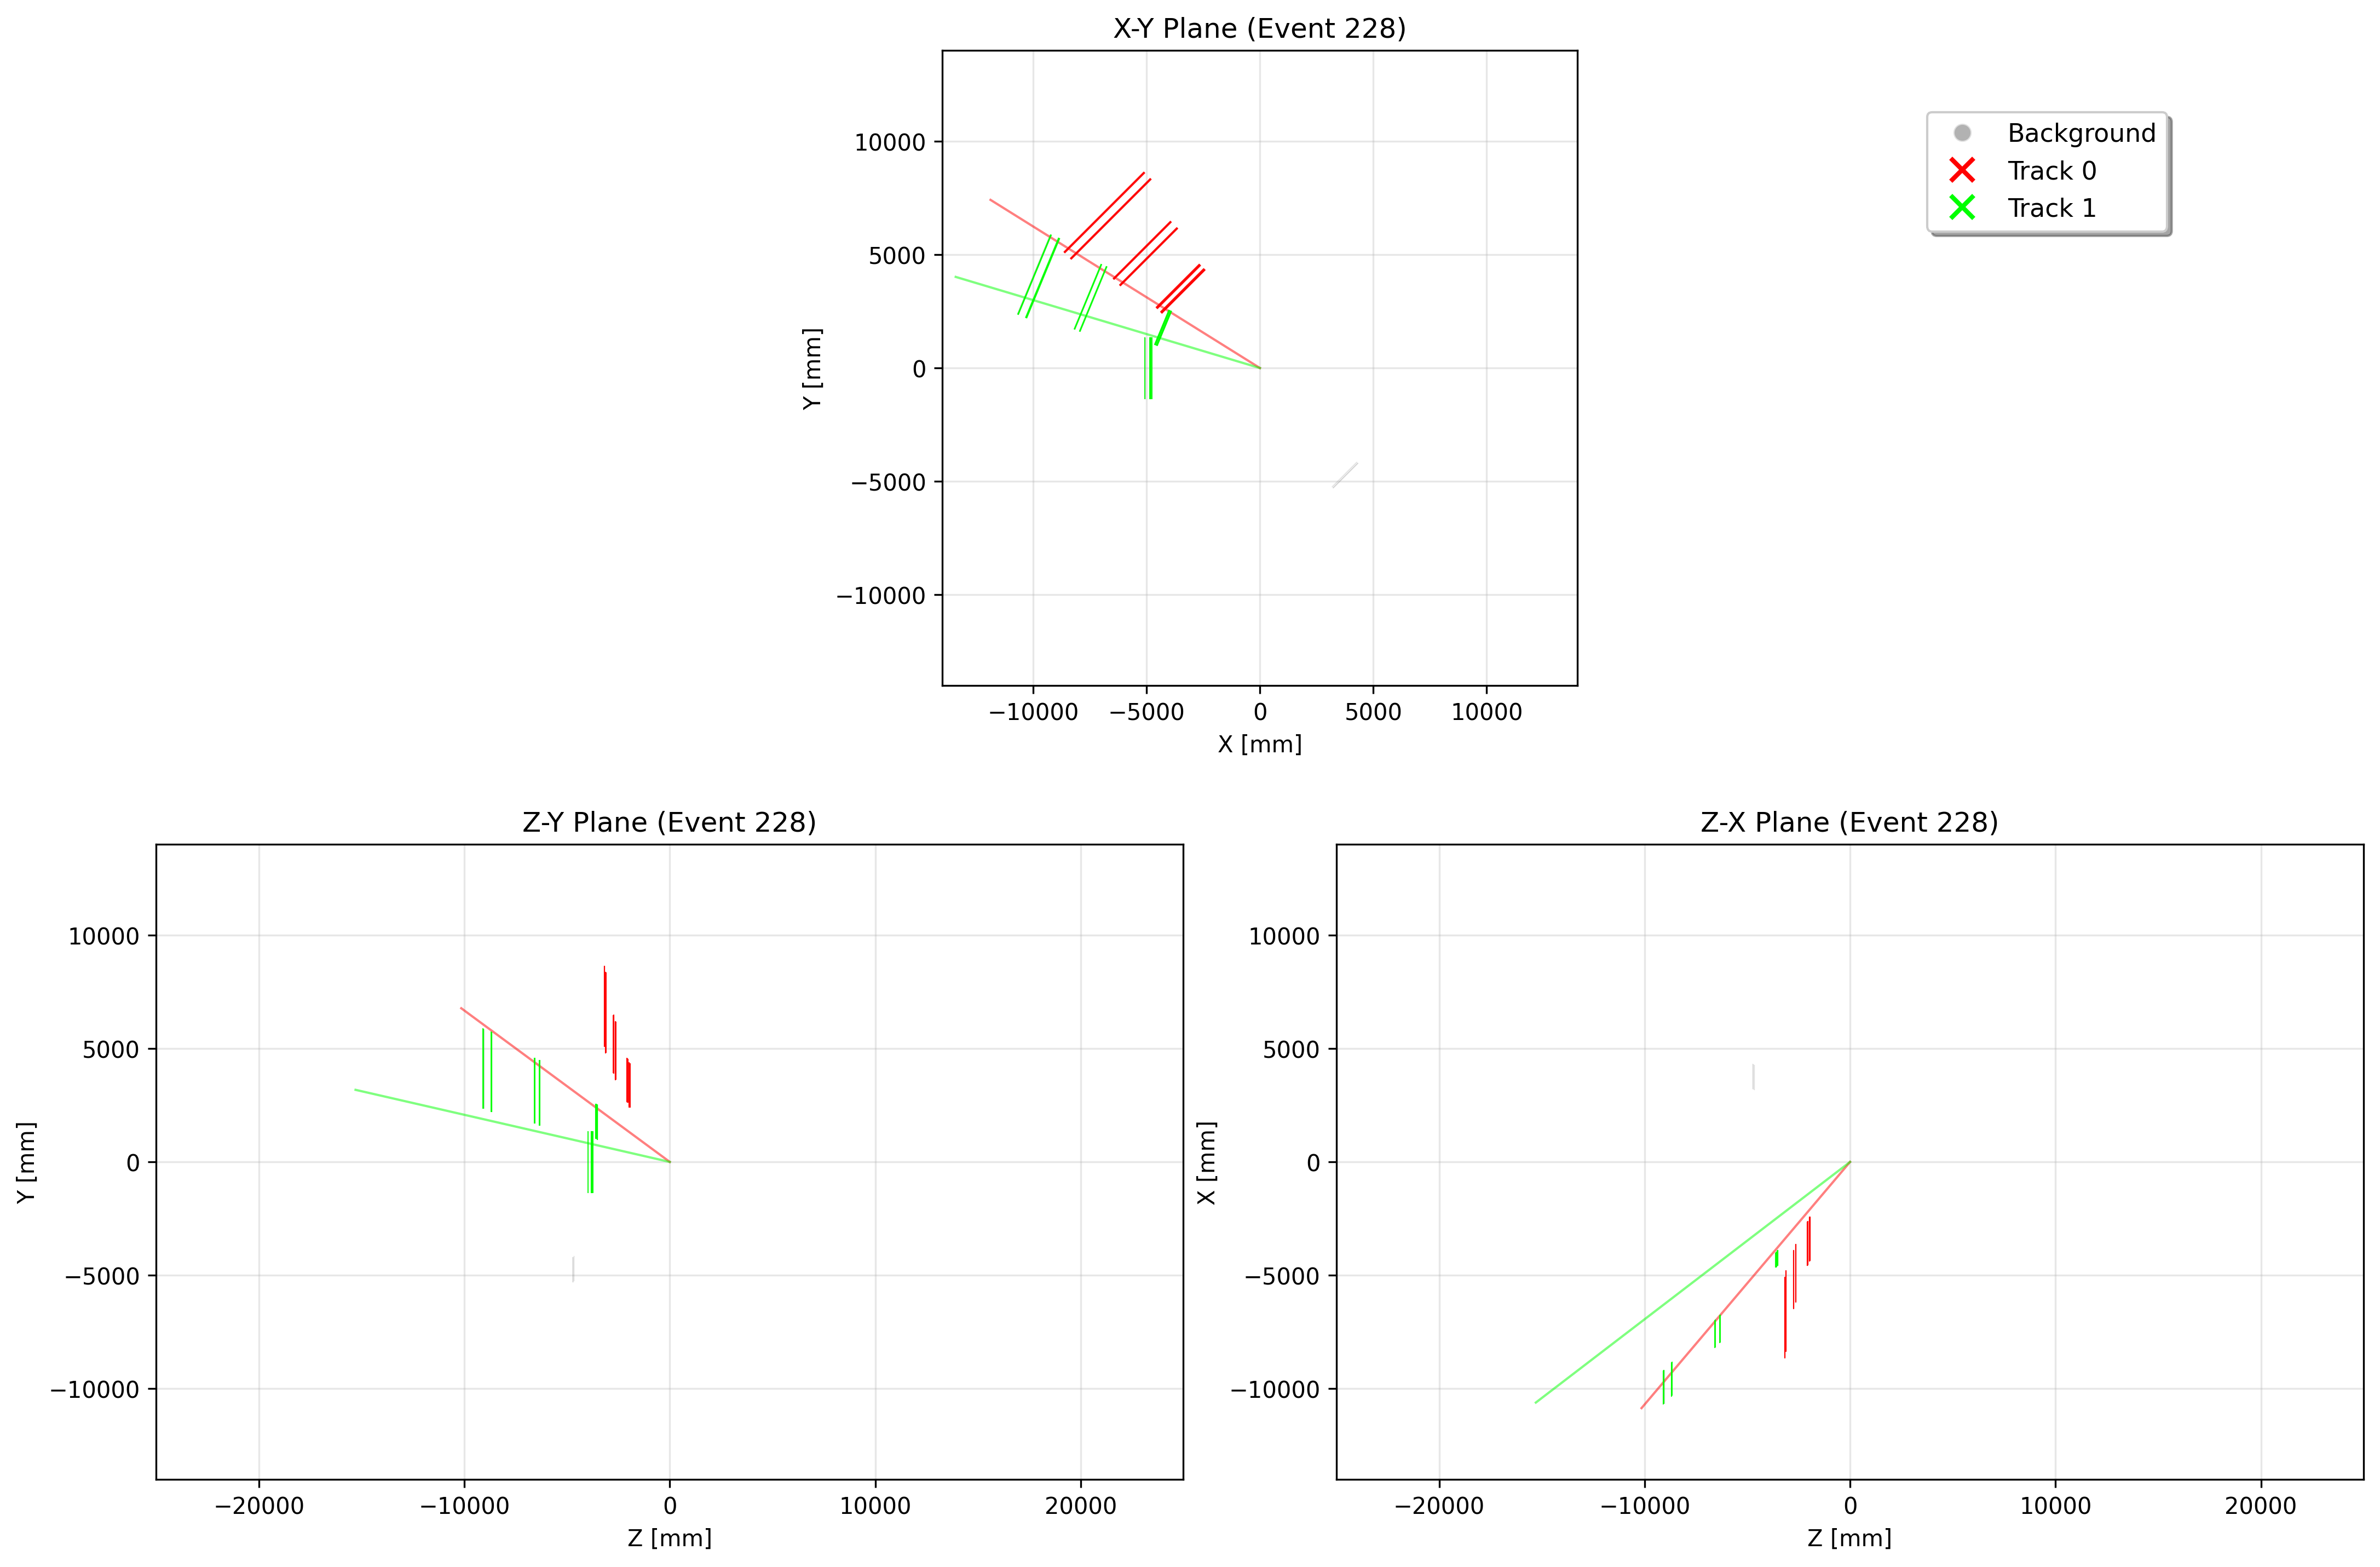 X-Y Plane (Event 228)
Background
Track 0
Track 1
10000
5000
0
−5000
−10000
Y [mm]
−10000 −5000 0 5000 10000
X [mm]
Z-Y Plane (Event 228)
10000
5000
0
−5000
−10000
Y [mm]
−20000 −10000 0 10000 20000
Z [mm]
Z-X Plane (Event 228)
10000
5000
0
−5000
−10000
X [mm]
−20000 −10000 0 10000 20000
Z [mm]